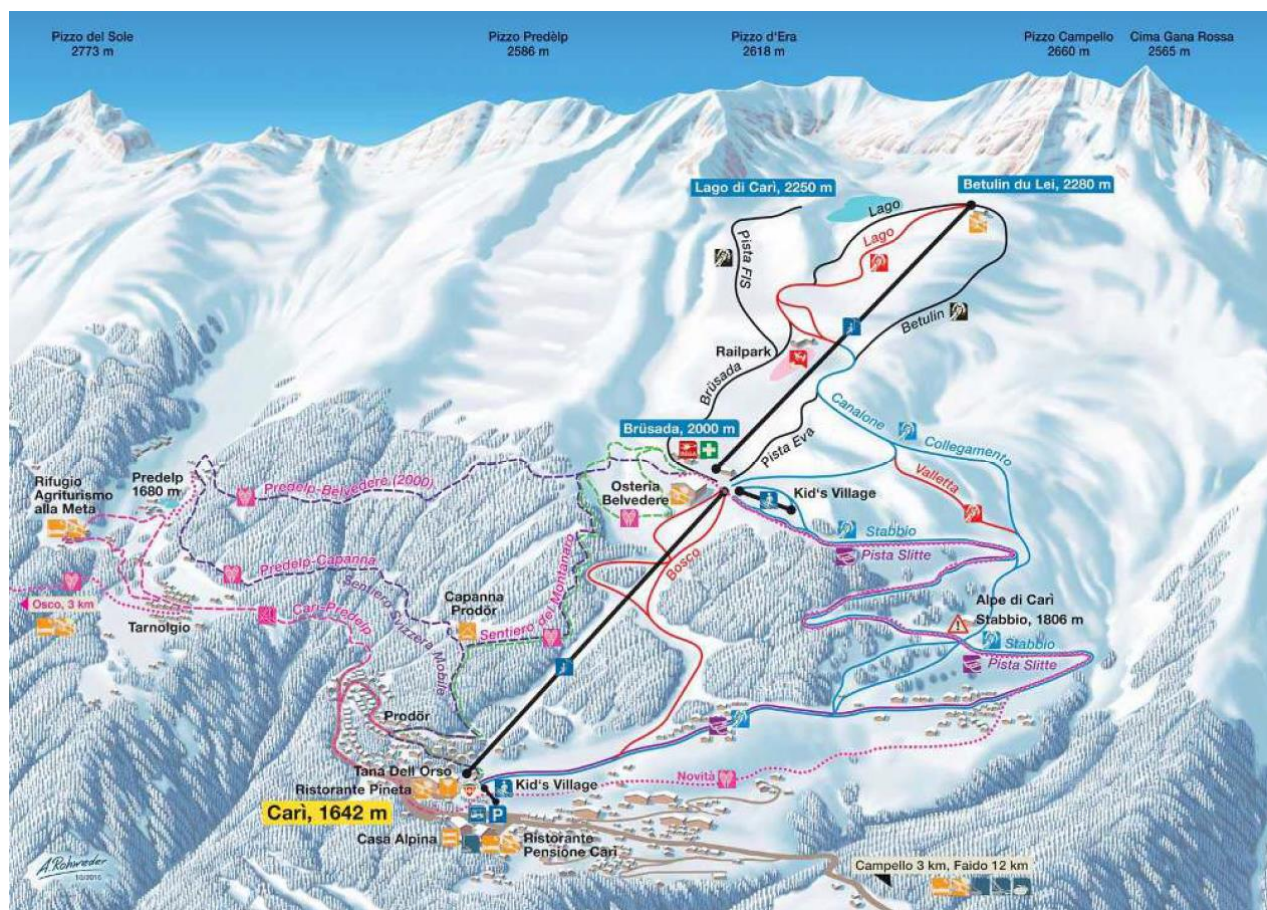 Pizzo del Sole
2773 m
Pizzo Predèlp
2586 m
Pizzo d'Era
2618 m
Pizzo Campello
2660 m
Cima Gana Rossa
2565 m
Lago di Carì, 2250 m
Betulin du Lei, 2280 m
Lago
Lago
Pista FIS
Betulin
Railpark
Brüsada
Canalone
Collegamento
Brüsada, 2000 m
Pista Eva
Valletta
Predelp
1680 m
Predelp-Belvedere (2000)
Osteria
Belvedere
Kid's Village
Rifugio
Agriturismo
alla Meta
Stabbio
Pista Slitte
Bosco
Predelp-Capanna
Sentiero Svizzera Mobile
Capanna
Prodör
Sentiero del Montanaro
Osco, 3 km
Tarnolgio
Carì-Predelp
Alpe di Carì
Stabbio, 1806 m
Stabbio
Pista Slitte
Prodör
Tana Dell Orso
Novità
Ristorante Pineta
Kid's Village
Carì, 1642 m
P
Casa Alpina
Ristorante
Pensione Carì
Campello 3 km, Faido 12 km
A. Rohweder
10/2015